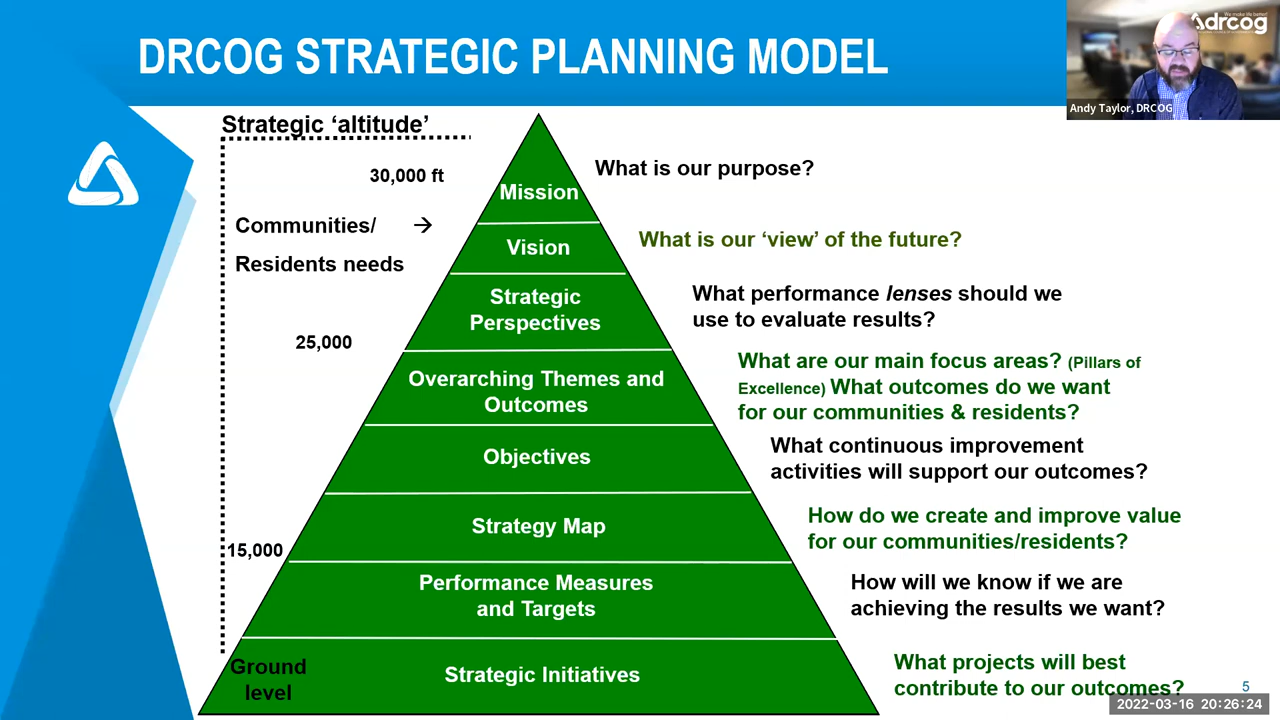 DRCOG STRATEGIC PLANNING MODEL
drcog
Andy Taylor, DRCOG
Strategic ‘altitude’
30,000 ft
Mission
What is our purpose?
Communities/ →
Residents needs
Vision
What is our ‘view’ of the future?
Strategic
Perspectives
What performance lenses should we
use to evaluate results?
25,000
Overarching Themes and
Outcomes
What are our main focus areas? (Pillars of
Excellence) What outcomes do we want
for our communities & residents?
Objectives
What continuous improvement
activities will support our outcomes?
Strategy Map
How do we create and improve value
for our communities/residents?
15,000
Performance Measures
and Targets
How will we know if we are
achieving the results we want?
Ground
level
Strategic Initiatives
What projects will best
contribute to our outcomes?
5
2022-03-16 20:26:24